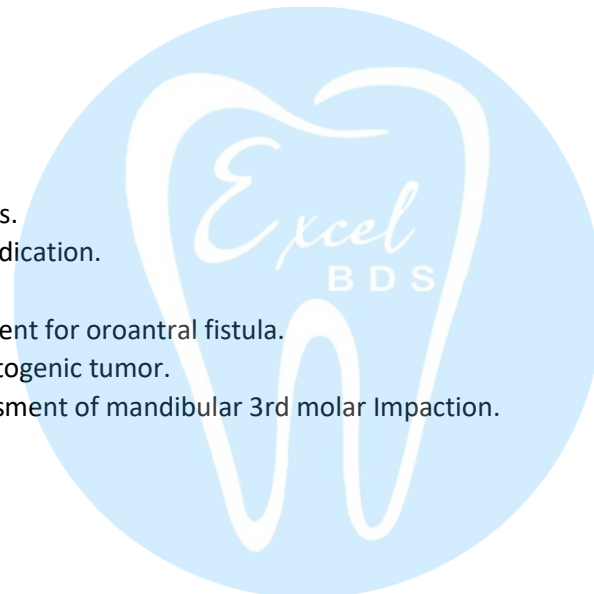 s.
dication.
ent for oroantral fistula.
togenic tumor.
sment of mandibular 3rd molar Impaction.
Excel
BDS